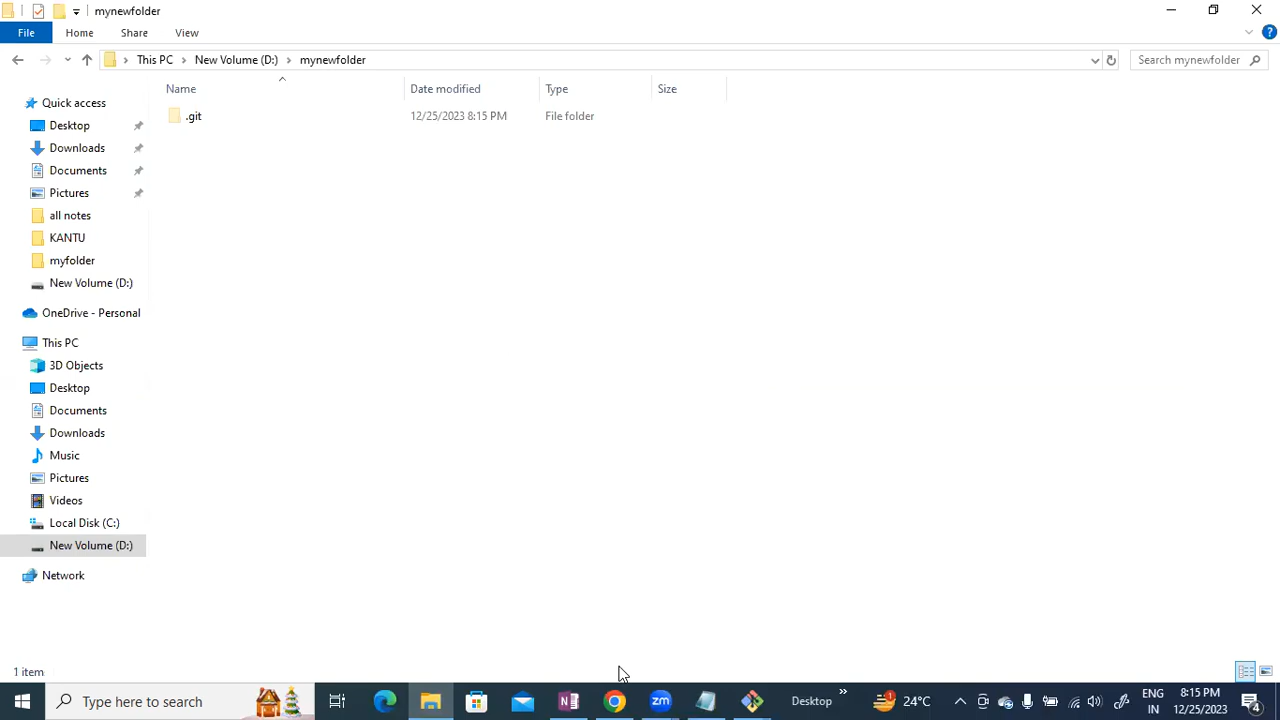 mynewfolder
File Home Share View
This PC New Volume (D:) mynewfolder
Search mynewfolder
Name Date modified Type Size
.git 12/25/2023 8:15 PM File folder
Quick access
Desktop
Downloads
Documents
Pictures
all notes
KANTU
myfolder
New Volume (D:)
OneDrive - Personal
This PC
3D Objects
Desktop
Documents
Downloads
Music
Pictures
Videos
Local Disk (C:)
New Volume (D:)
Network
1 item
Type here to search
N
zm
Desktop
1
24°C
ENG
IN
8:15 PM
12/25/2023
4